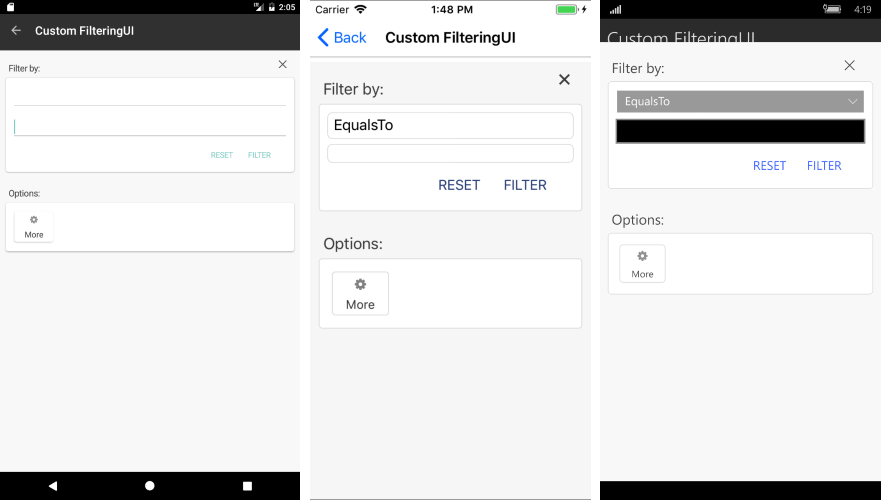 2:05
Custom FilteringUI
Filter by:
RESET FILTER
Options:
More
Carrier 1:48 PM
Back Custom FilteringUI
Filter by:
EqualsTo
RESET FILTER
Options:
More
4:19
Custom FilteringUI
Filter by:
EqualsTo
RESET FILTER
Options:
More